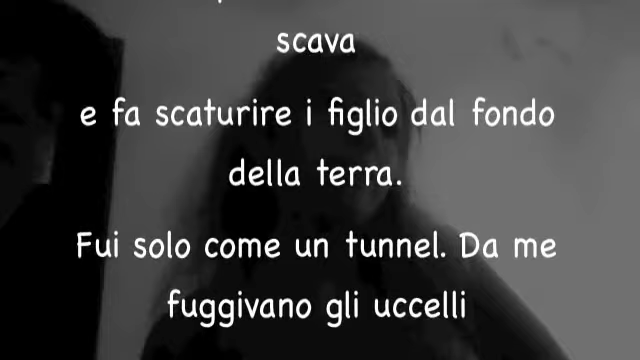 scava
e fa scaturire i figlio dal fondo
della terra.
Fui solo come un tunnel. Da me
fuggivano gli uccelli